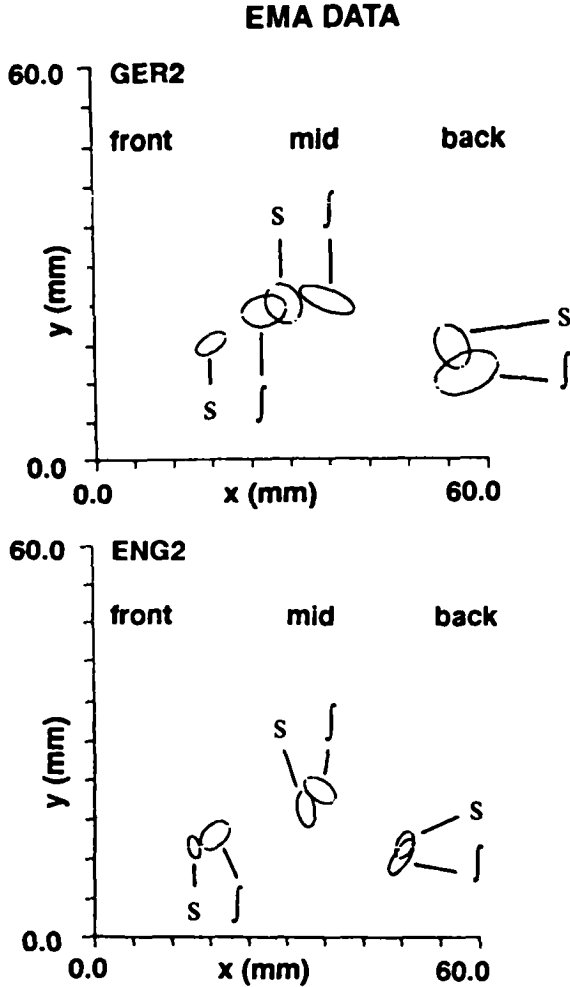 EMA DATA
60.0 GER2
front mid back
s ʃ
y (mm)
s
ʃ
s ʃ
0.0
0.0 x (mm) 60.0
60.0 ENG2
front mid back
s ʃ
y (mm)
s
ʃ
s ʃ
0.0
0.0 x (mm) 60.0